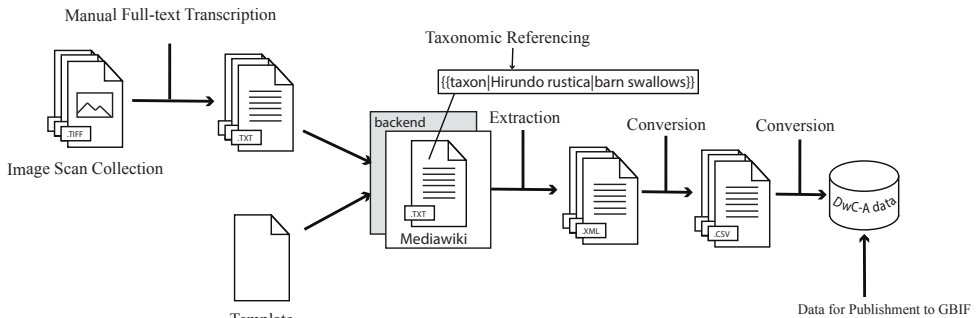 Manual Full-text Transcription
Taxonomic Referencing
{{taxon|Hirundo rustica|barn swallows}}
.TIFF
.TXT
Image Scan Collection
backend
.TXT
Mediawiki
Extraction
Conversion
Conversion
.XML
.CSV
DwC-A data
Template
Data for Publishment to GBIF